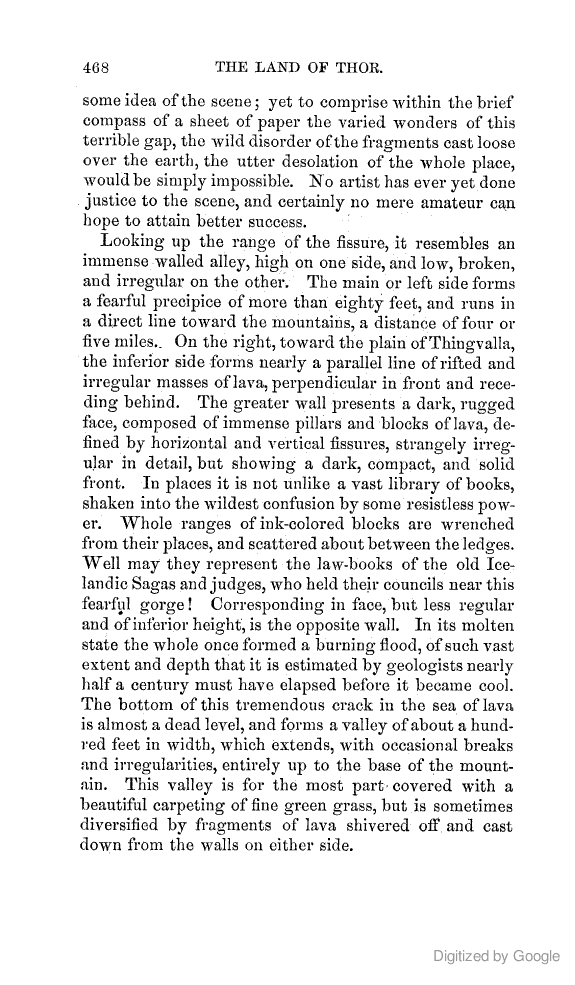 468 THE LAND OF THOR.
some idea of the scene; yet to comprise within the brief
compass of a sheet of paper the varied wonders of this
terrible gap, the wild disorder of the fragments cast loose
over the earth, the utter desolation of the whole place,
would be simply impossible. No artist has ever yet done
justice to the scene, and certainly no mere amateur can
hope to attain better success.
Looking up the range of the fissure, it resembles an
immense walled alley, high on one side, and low, broken,
and irregular on the other. The main or left side forms
a fearful precipice of more than eighty feet, and runs in
a direct line toward the mountains, a distance of four or
five miles. On the right, toward the plain of Thingvalla,
the inferior side forms nearly a parallel line of rifted and
irregular masses of lava, perpendicular in front and rece-
ding behind. The greater wall presents a dark, rugged
face, composed of immense pillars and blocks of lava, de-
fined by horizontal and vertical fissures, strangely irreg-
ular in detail, but showing a dark, compact, and solid
front. In places it is not unlike a vast library of books,
shaken into the wildest confusion by some resistless pow-
er. Whole ranges of ink-colored blocks are wrenched
from their places, and scattered about between the ledges.
Well may they represent the law-books of the old Ice-
landic Sagas and judges, who held their councils near this
fearful gorge! Corresponding in face, but less regular
and of inferior height, is the opposite wall. In its molten
state the whole once formed a burning flood, of such vast
extent and depth that it is estimated by geologists nearly
half a century must have elapsed before it became cool.
The bottom of this tremendous crack in the sea of lava
is almost a dead level, and forms a valley of about a hund-
red feet in width, which extends, with occasional breaks
and irregularities, entirely up to the base of the mount-
ain. This valley is for the most part covered with a
beautiful carpeting of fine green grass, but is sometimes
diversified by fragments of lava shivered off and cast
down from the walls on either side.
Digitized by Google